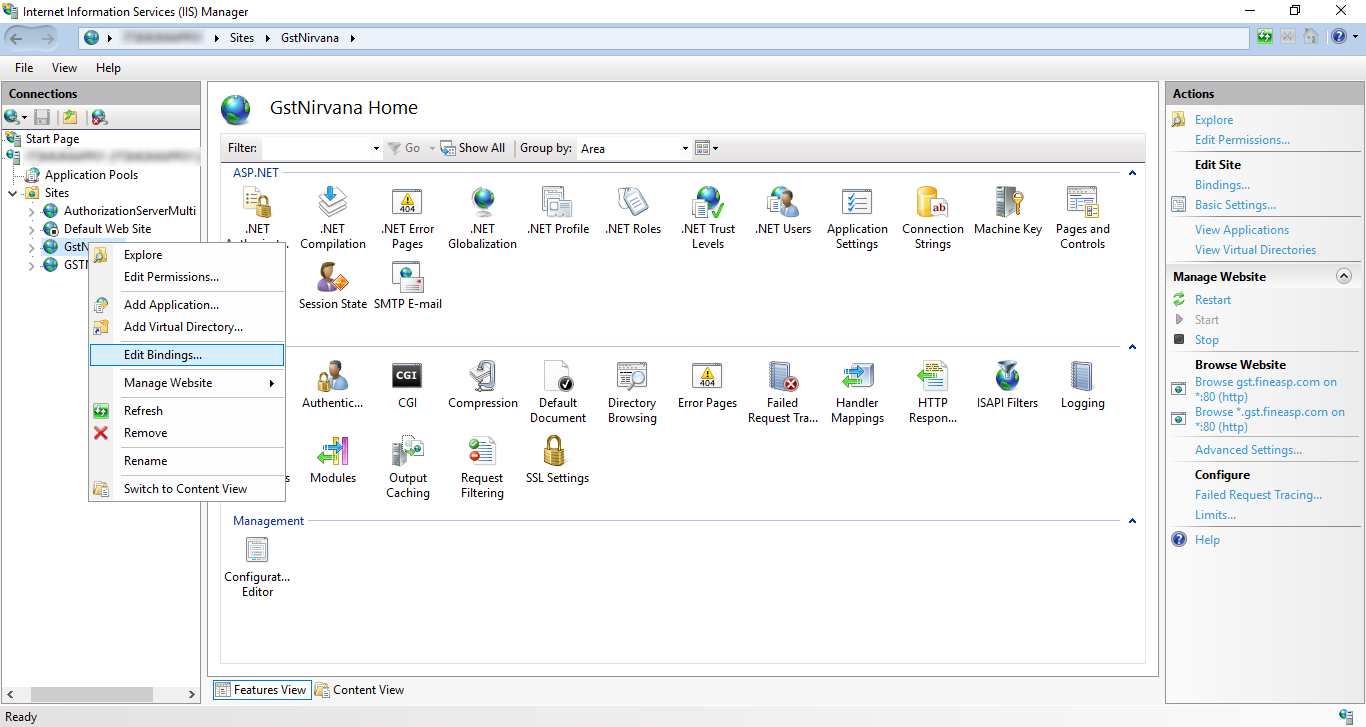 Internet Information Services (IIS) Manager
Sites
GstNirvana
File View Help
Connections
Start Page
Application Pools
Sites
AuthorizationServerMulti
Default Web Site
GstN
GSTN
Explore
Edit Permissions...
Add Application...
Add Virtual Directory...
Edit Bindings...
Manage Website
Refresh
Remove
Rename
Switch to Content View
GstNirvana Home
Filter: Go Show All Group by: Area
ASP.NET
.NET
.NET Compilation
.NET Error Pages
.NET Globalization
.NET Profile
.NET Roles
.NET Trust Levels
.NET Users
Application Settings
Connection Strings
Machine Key
Pages and Controls
Session State
SMTP E-mail
Authentic...
CGI
Compression
Default Document
Directory Browsing
Error Pages
Failed Request Tra...
Handler Mappings
HTTP Respon...
ISAPI Filters
Logging
Modules
Output Caching
Request Filtering
SSL Settings
Management
Configurat... Editor
Features View
Content View
Actions
Explore
Edit Permissions...
Edit Site
Bindings...
Basic Settings...
View Applications
View Virtual Directories
Manage Website
Restart
Start
Stop
Browse Website
Browse gst.fineasp.com on
*:80 (http)
Browse *.gst.fineasp.com on
*:80 (http)
Advanced Settings...
Configure
Failed Request Tracing...
Limits...
Help
Ready